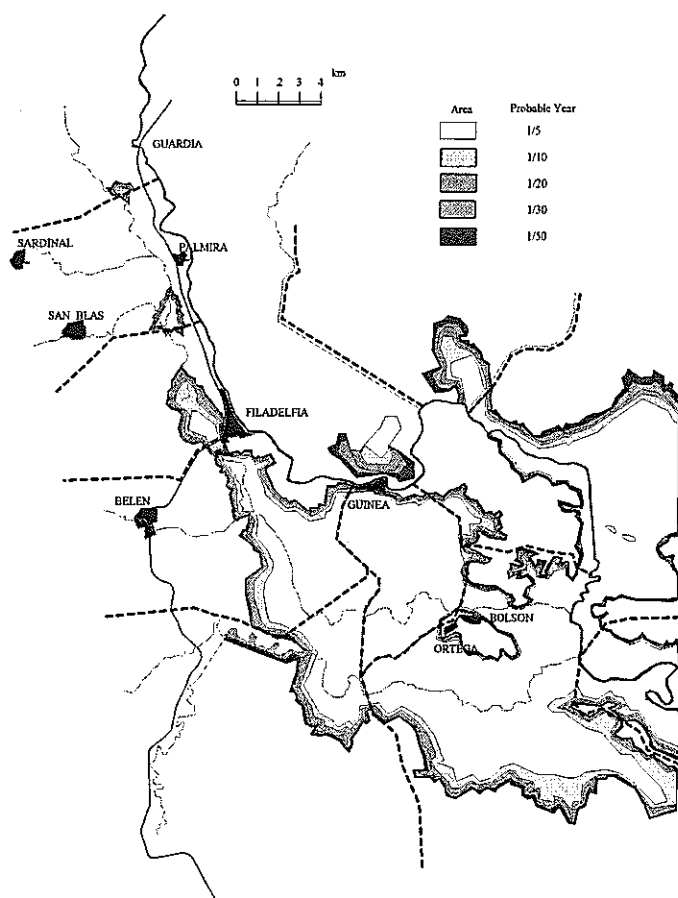 km
0 1 2 3 4
Area Probable Year
1/5
1/10
1/20
1/30
1/50
GUARDIA
SARDINAL
PALMIRA
SAN BLAS
FILADELFIA
BELEN
GUINEA
BOLSON
ORTEGA